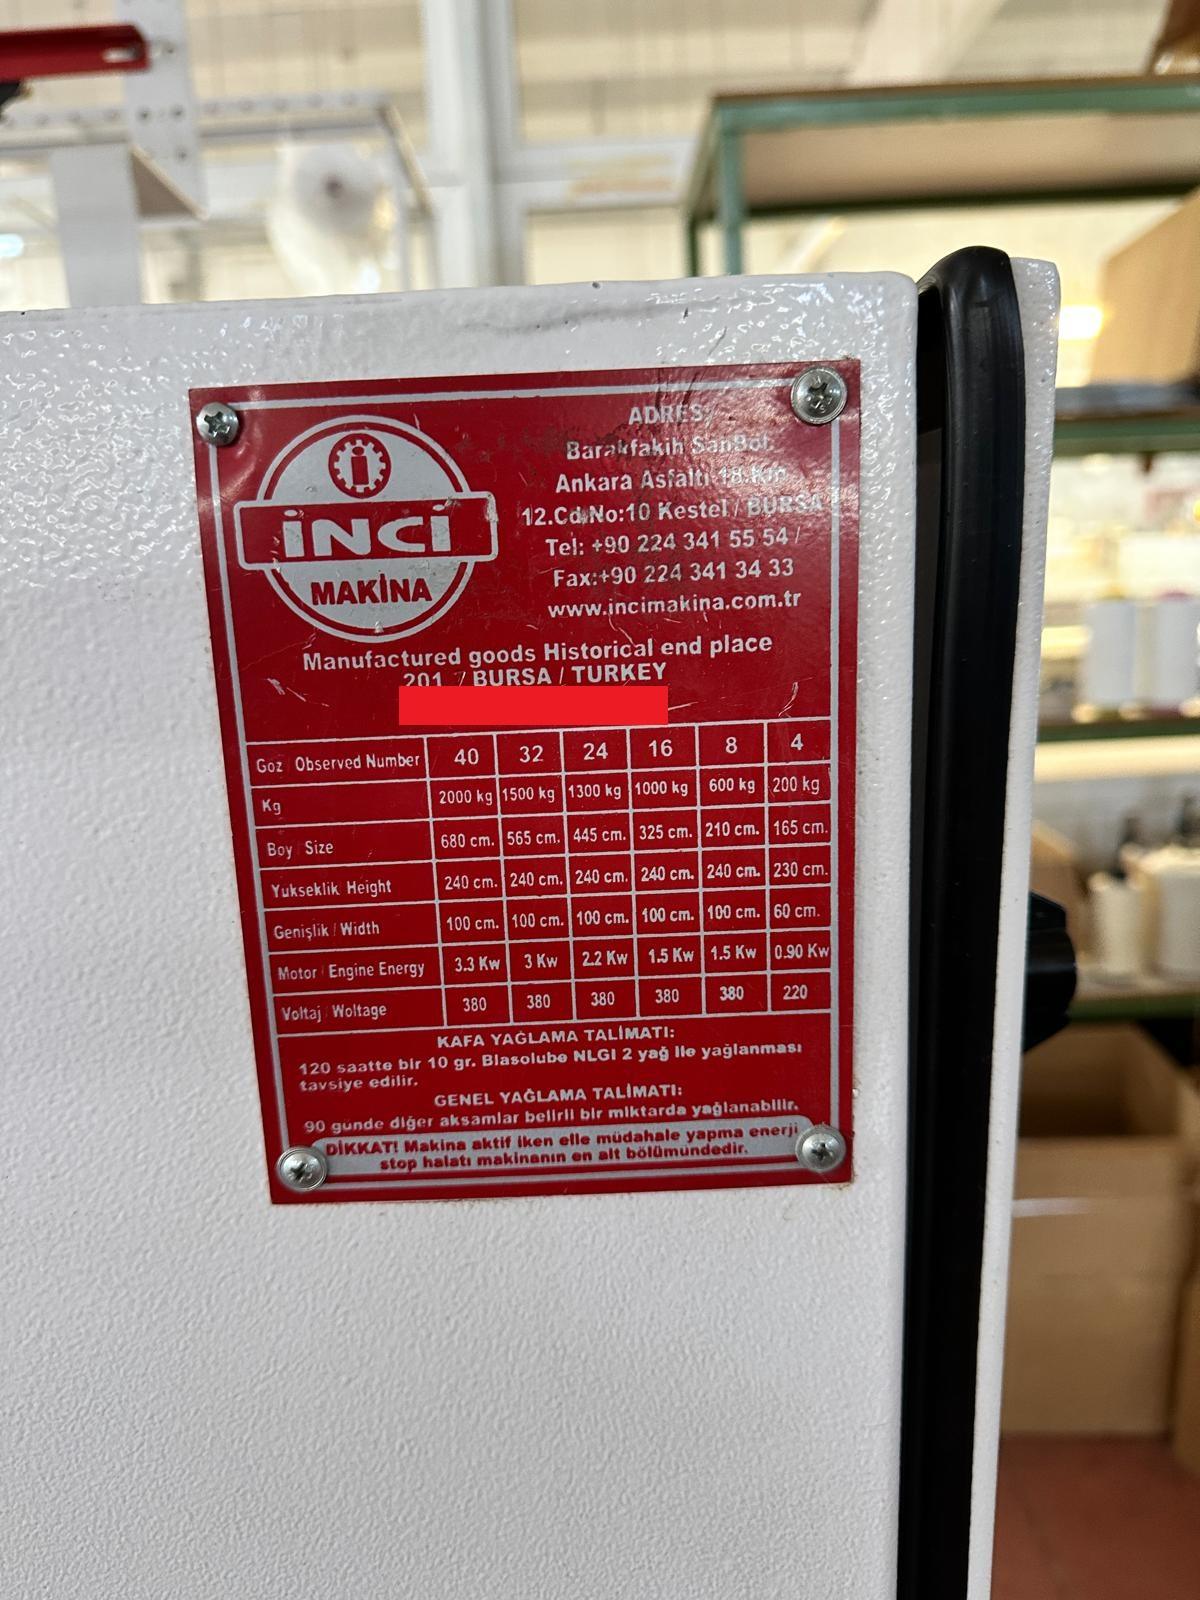 İNCİ
MAKİNA
ADRES:
Barakfakih San.Bol.
Ankara Asfaltı 18.Km
12.Cd.No:10 Kestel / BURSA
Tel: +90 224 341 55 54 /
Fax:+90 224 341 34 33
www.incimakina.com.tr
Manufactured goods Historical end place
201 / BURSA / TURKEY
Goz / Observed Number 40 32 24 16 8 4
Kg 2000 kg 1500 kg 1300 kg 1000 kg 600 kg 200 kg
Boy / Size 680 cm. 565 cm. 445 cm. 325 cm. 210 cm. 165 cm.
Yukseklik Height 240 cm. 240 cm. 240 cm. 240 cm. 240 cm. 230 cm.
Genişlik / Width 100 cm. 100 cm. 100 cm. 100 cm. 100 cm. 60 cm.
Motor / Engine Energy 3.3 Kw 3 Kw 2.2 Kw 1.5 Kw 1.5 Kw 0.90 Kw
Voltaj / Woltage 380 380 380 380 380 220
KAFA YAĞLAMA TALİMATI:
120 saatte bir 10 gr. Blasolube NLGI 2 yağ ile yağlanması
tavsiye edilir.
GENEL YAĞLAMA TALİMATI:
90 günde diğer aksamlar belirli bir miktarda yağlanabilir.
DİKKAT! Makina aktif iken elle müdahale yapma enerji
stop halatı makinanın en alt bölümündedir.